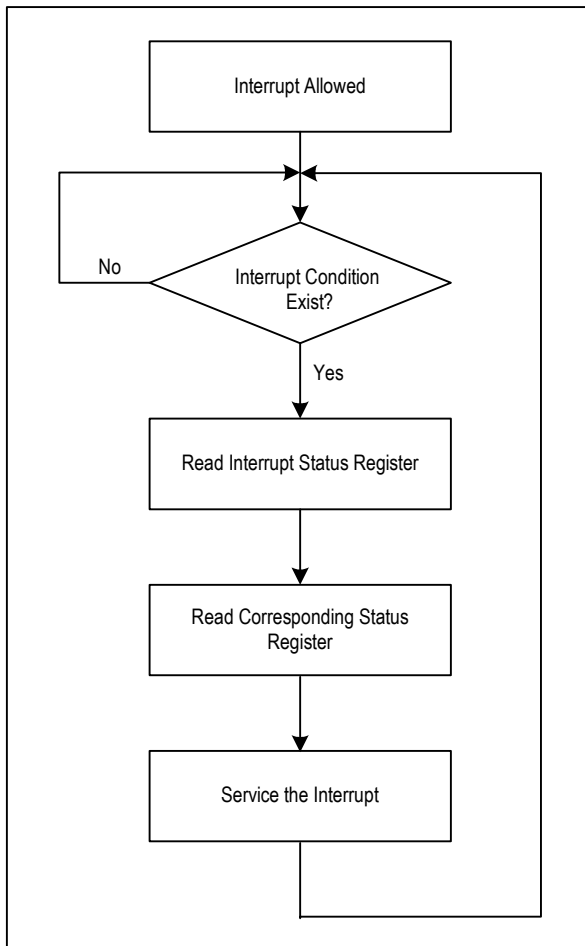 Interrupt Allowed
No
Interrupt Condition
Exist?
Yes
Read Interrupt Status Register
Read Corresponding Status
Register
Service the Interrupt